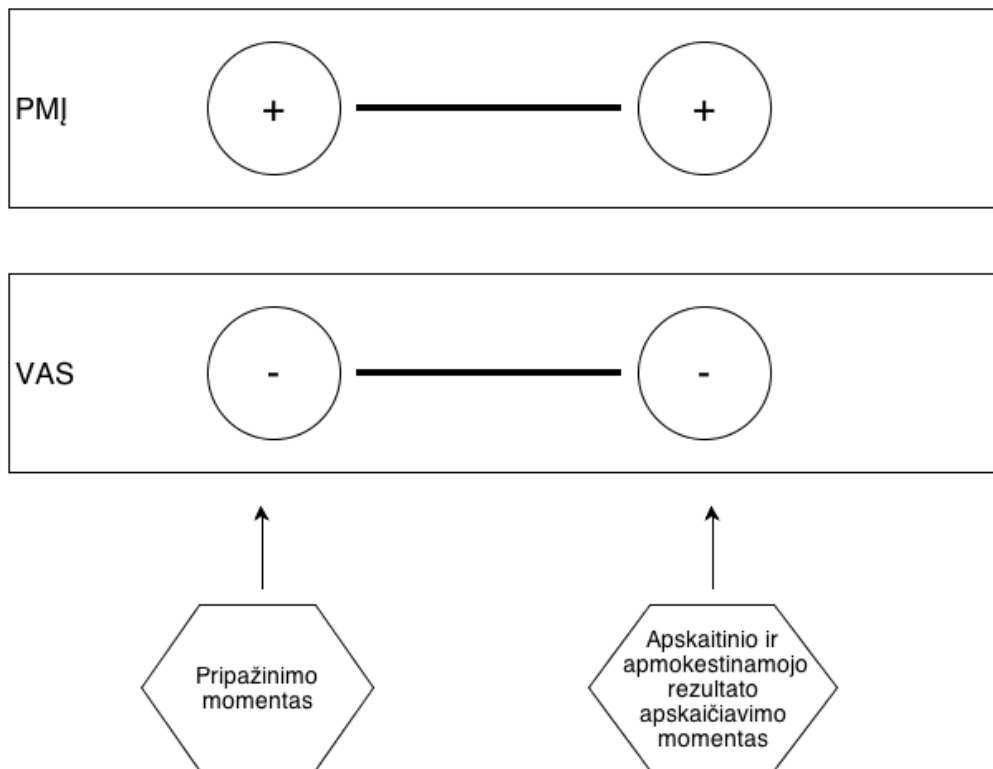 PMĮ
+
+
VAS
-
-
Pripažinimo
momentas
Apskaitinio ir
apmokestinamojo
rezultato
apskaičiavimo
momentas